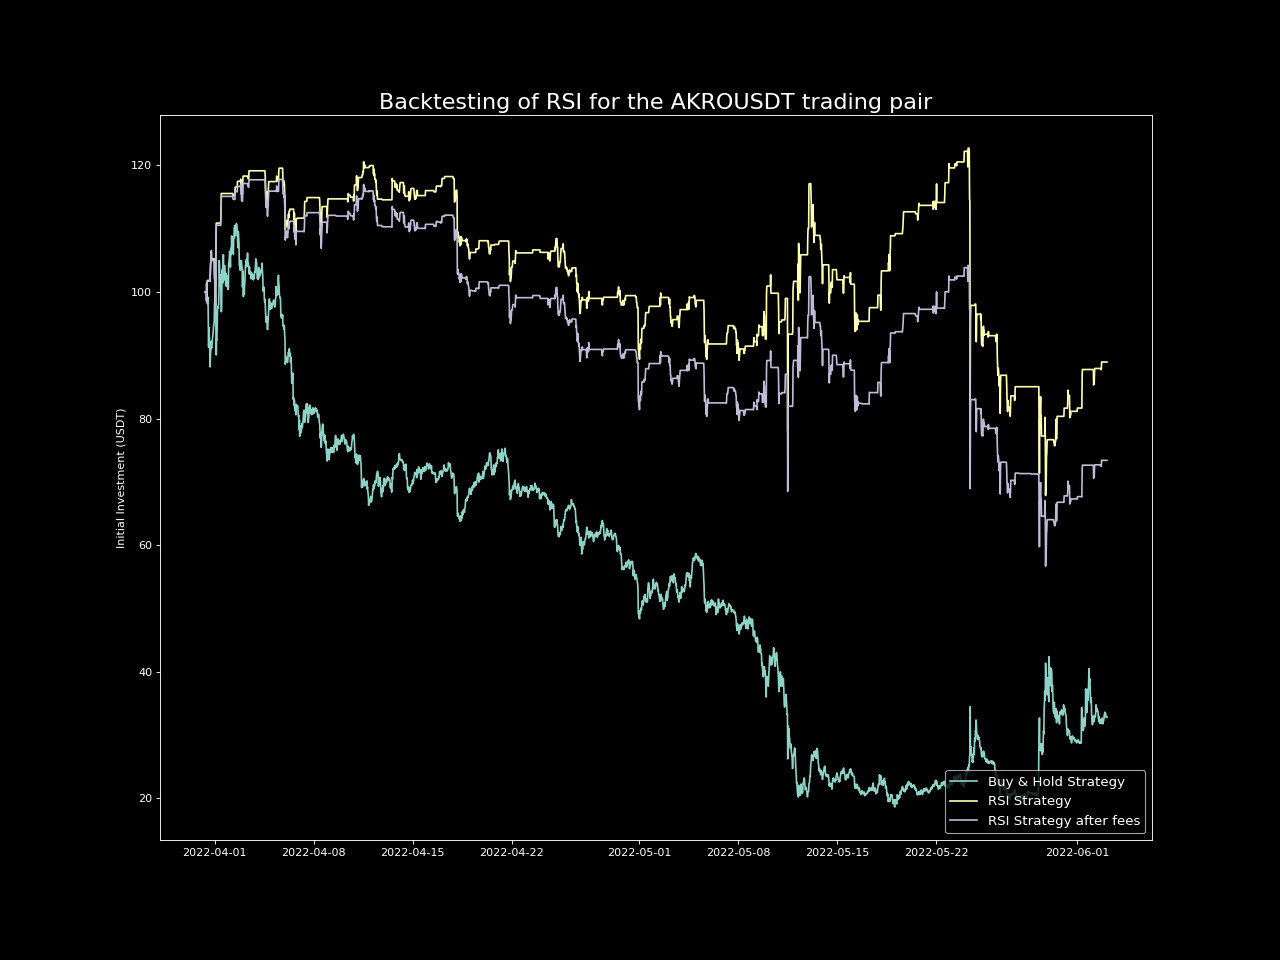 Backtesting of RSI for the AKROUSDT trading pair
Initial Investment (USDT)
120
100
80
60
40
20
2022-04-01 2022-04-08 2022-04-15 2022-04-22 2022-05-01 2022-05-08 2022-05-15 2022-05-22 2022-06-01
Buy & Hold Strategy
RSI Strategy
RSI Strategy after fees